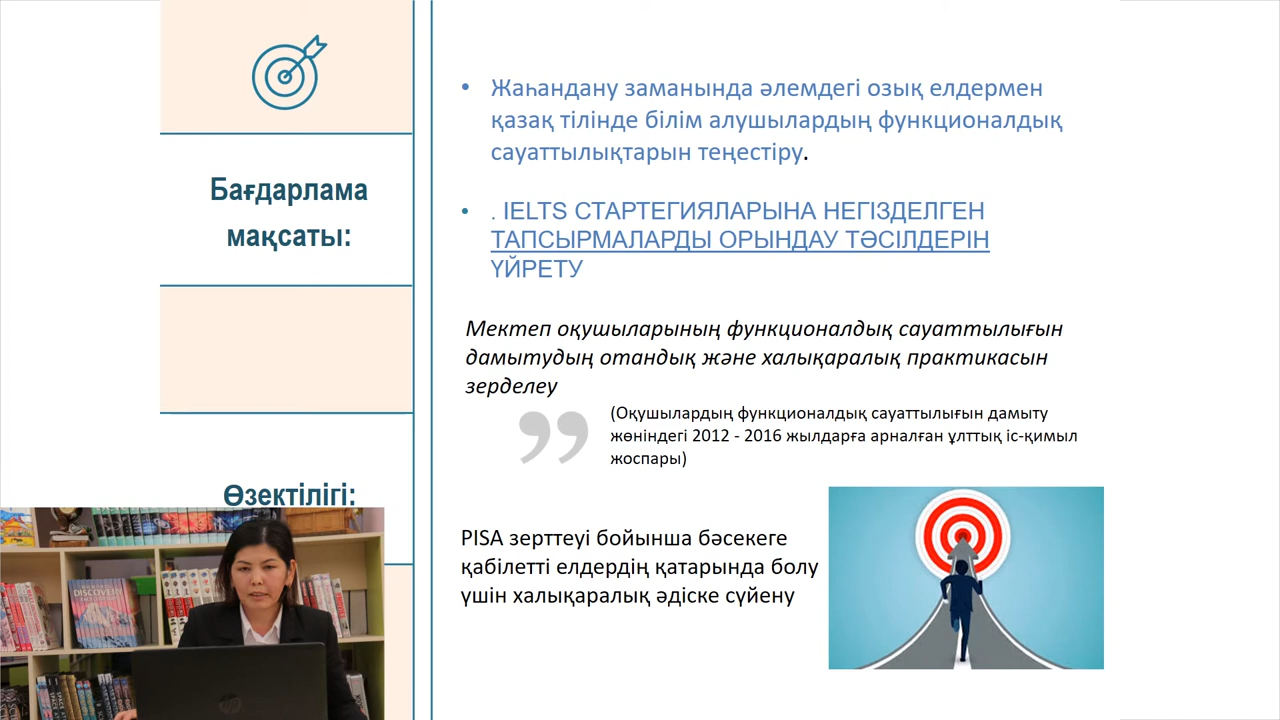 Бағдарлама
мақсаты:
Өзектілігі:
• Жаһандану заманында әлемдегі озық елдермен
қазақ тілінде білім алушылардың функционалдық
сауаттылықтарын теңестіру.
• . IELTS СТАРТЕГИЯЛАРЫНА НЕГІЗДЕЛГЕН
ТАПСЫРМАЛАРДЫ ОРЫНДАУ ТӘСІЛДЕРІН
ҮЙРЕТУ
Мектеп оқушыларының функционалдық сауаттылығын
дамытудың отандық және халықаралық практикасын
зерделеу
(Оқушылардың функционалдық сауаттылығын дамыту
жөніндегі 2012 - 2016 жылдарға арналған ұлттық іс-қимыл
жоспары)
PISA зерттеуі бойынша бәсекеге
қабілетті елдердің қатарында болу
үшін халықаралық әдіске сүйену
DISCOVERY
hp